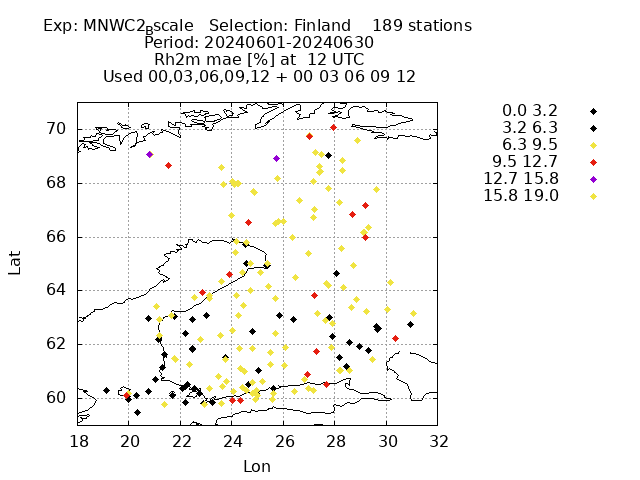 Exp: MNWC2_Bscale   Selection: Finland    189 stations
Period: 20240601-20240630
Rh2m mae [%] at  12 UTC
Used 00,03,06,09,12 + 00 03 06 09 12
0.0 3.2
3.2 6.3
6.3 9.5
9.5 12.7
12.7 15.8
15.8 19.0
70
68
66
64
62
60
Lat
18 20 22 24 26 28 30 32
Lon